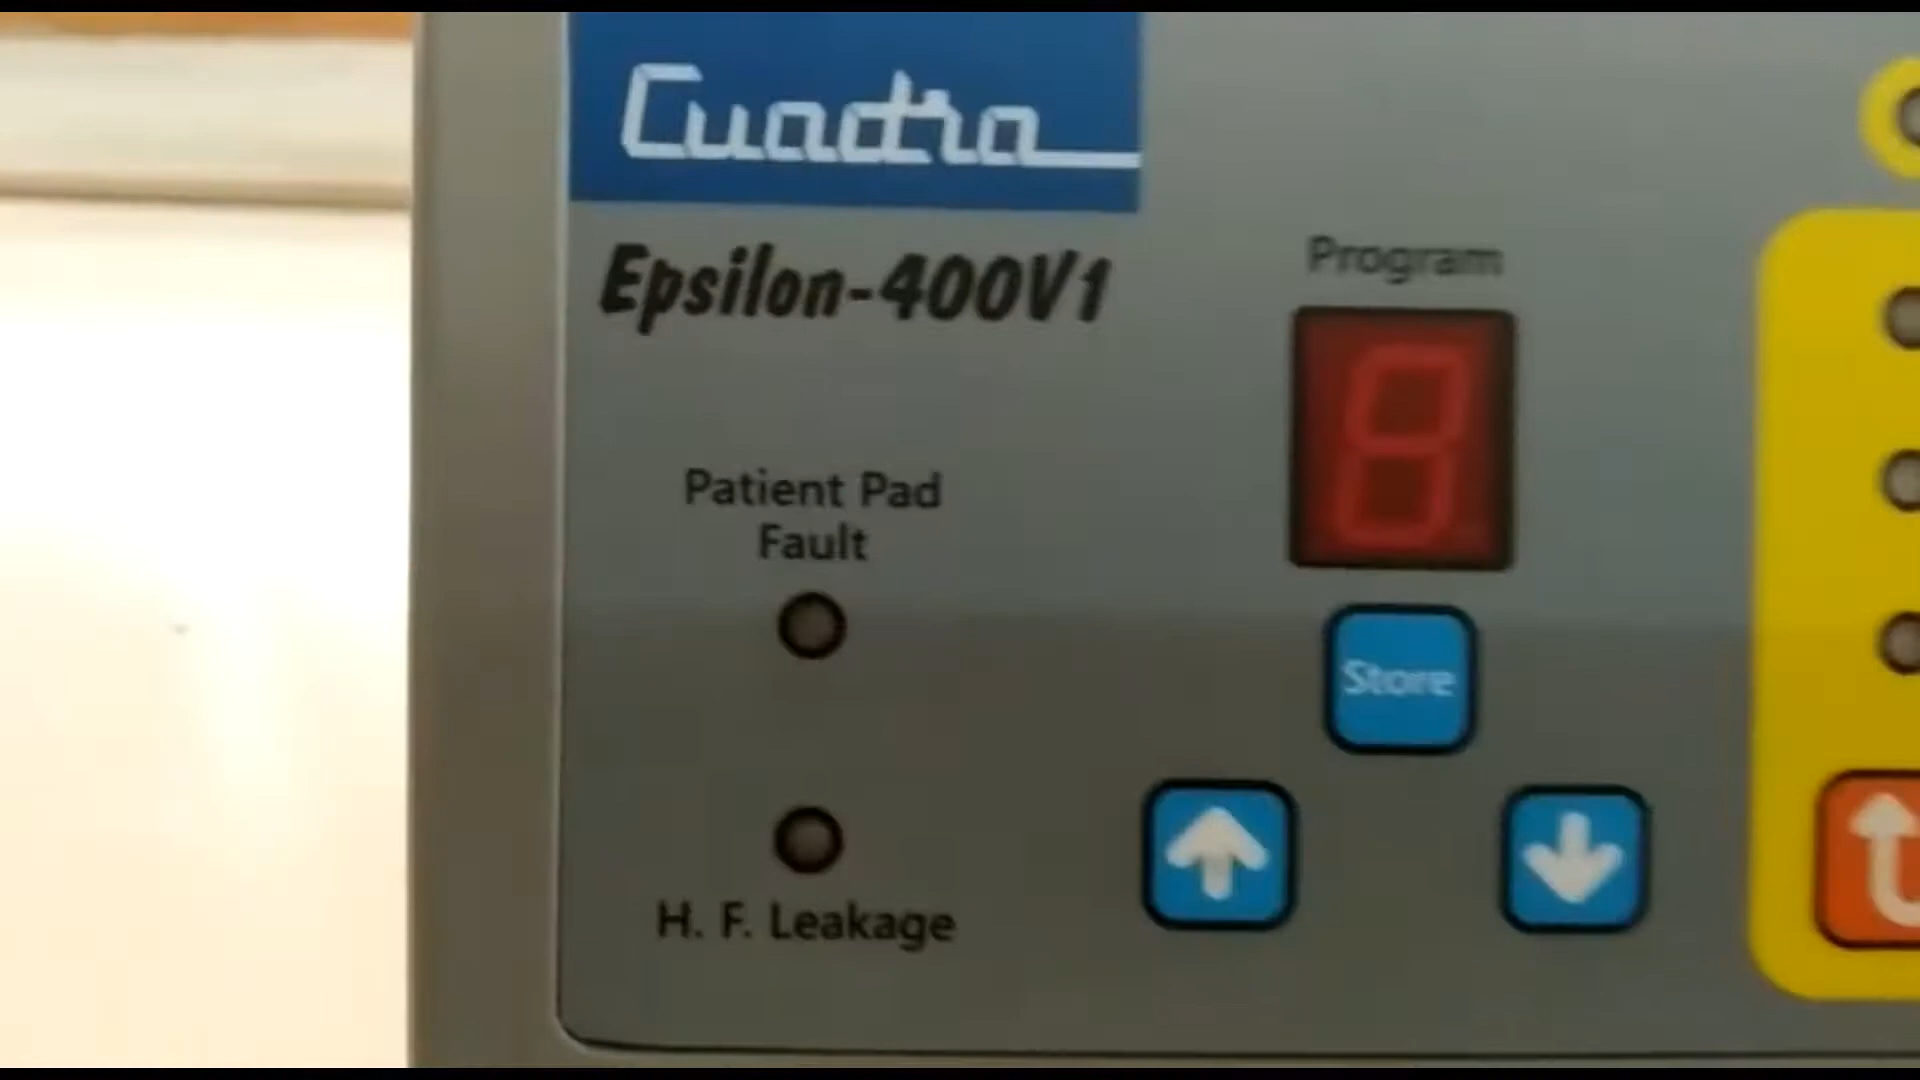 Cuadra
Epsilon-400V1
Program
8
Patient Pad
Fault
Store
H. F. Leakage